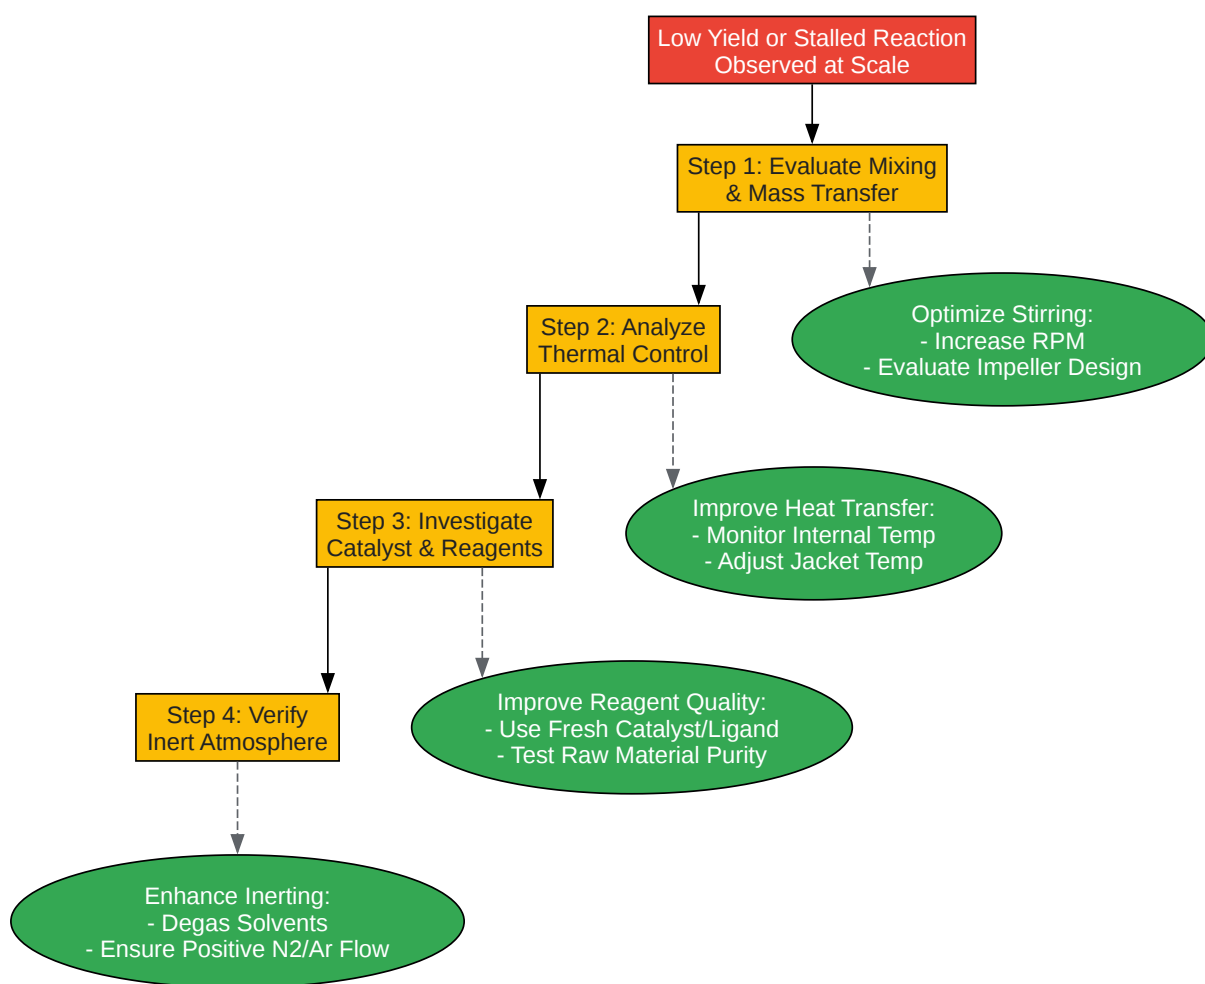 Low Yield or Stalled Reaction
Observed at Scale
Step 1: Evaluate Mixing
& Mass Transfer
Optimize Stirring:
- Increase RPM
- Evaluate Impeller Design
Step 2: Analyze
Thermal Control
Improve Heat Transfer:
- Monitor Internal Temp
- Adjust Jacket Temp
Step 3: Investigate
Catalyst & Reagents
Improve Reagent Quality:
- Use Fresh Catalyst/Ligand
- Test Raw Material Purity
Step 4: Verify
Inert Atmosphere
Enhance Inerting:
- Degas Solvents
- Ensure Positive N2/Ar Flow